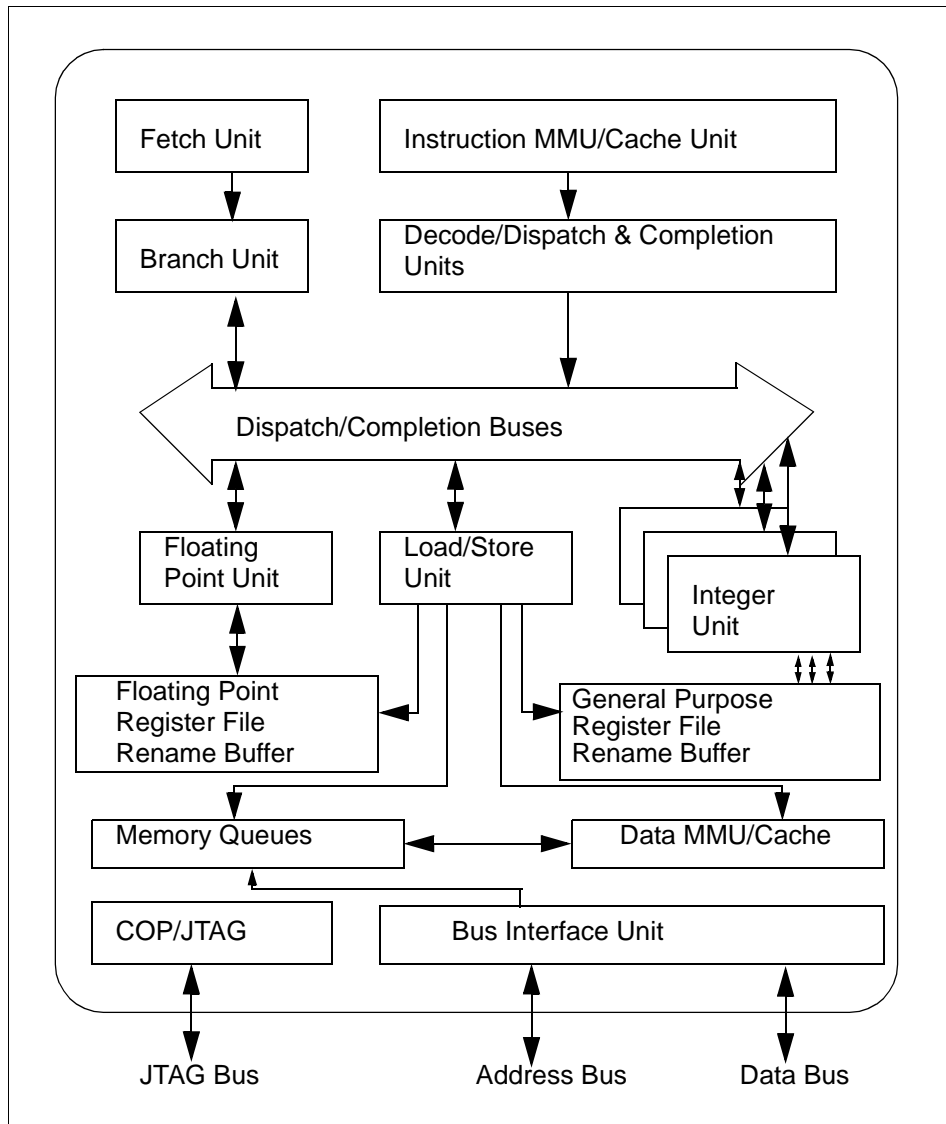 Fetch Unit
Instruction MMU/Cache Unit
Branch Unit
Decode/Dispatch & Completion
Units
Dispatch/Completion Buses
Floating
Point Unit
Load/Store
Unit
Integer
Unit
Floating Point
Register File
Rename Buffer
General Purpose
Register File
Rename Buffer
Memory Queues
Data MMU/Cache
COP/JTAG
Bus Interface Unit
JTAG Bus
Address Bus
Data Bus